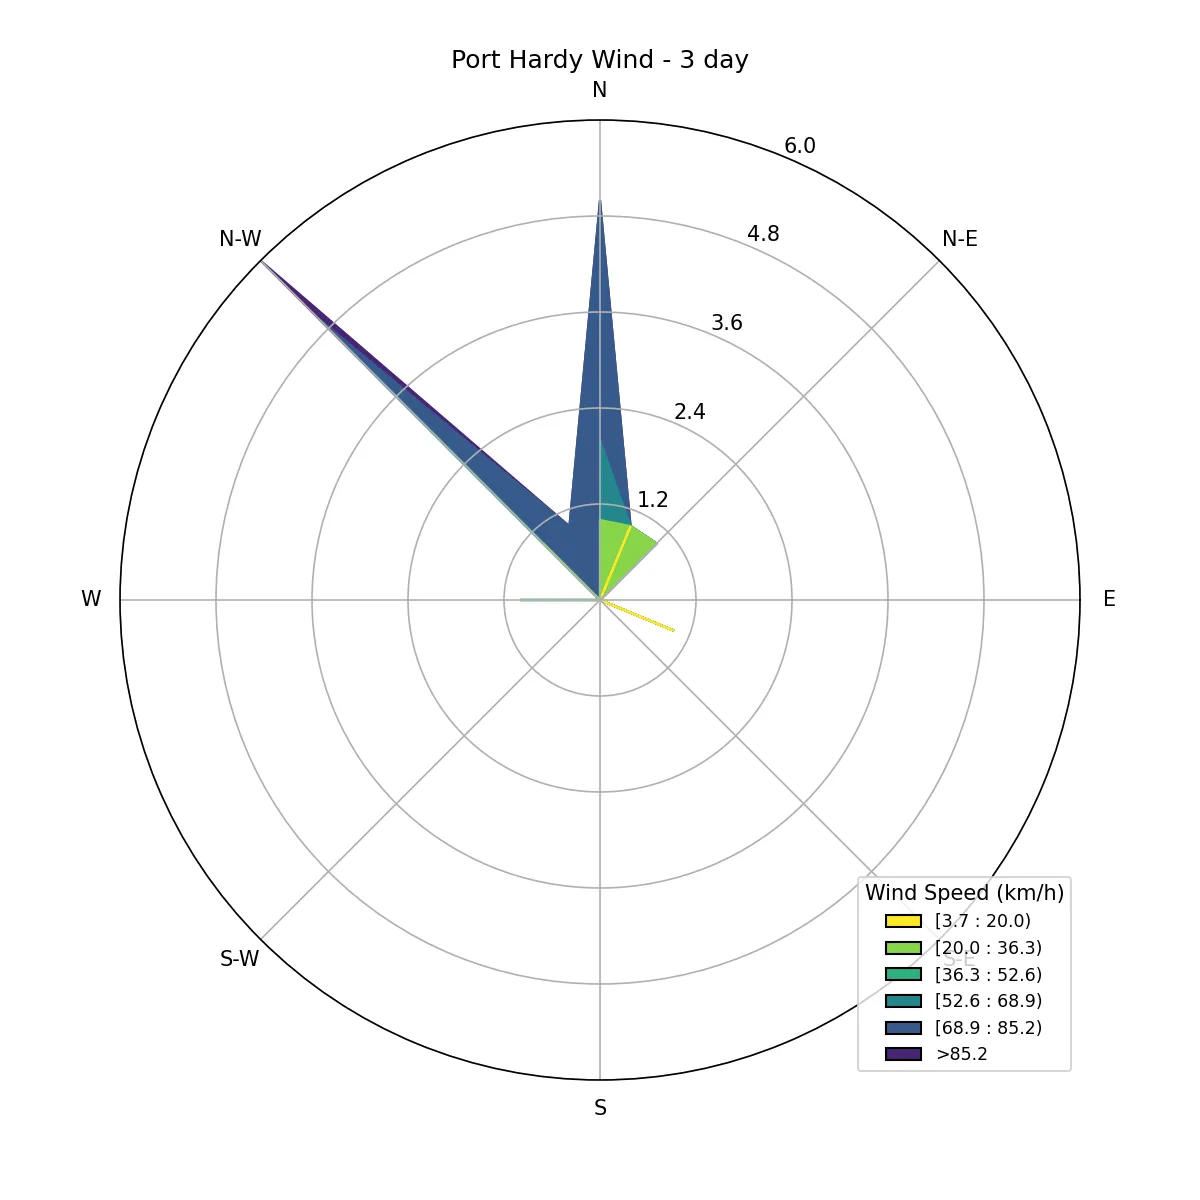 Port Hardy Wind - 3 day
N
6.0
N-W
4.8
N-E
3.6
2.4
1.2
W
E
Wind Speed (km/h)
[3.7 : 20.0)
[20.0 : 36.3)
S-W
S-E
[36.3 : 52.6)
[52.6 : 68.9)
[68.9 : 85.2)
>85.2
S